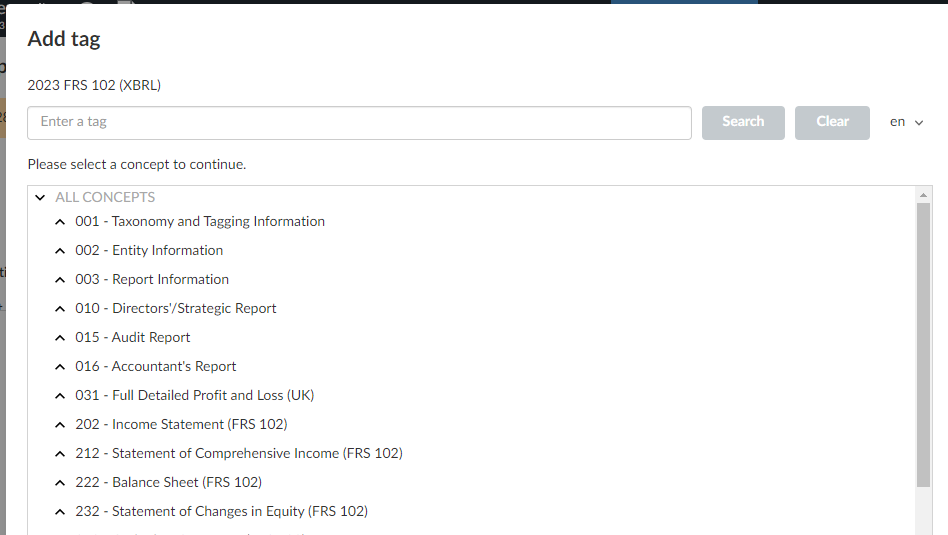 Add tag
2023 FRS 102 (XBRL)
Enter a tag
Search
Clear
en
Please select a concept to continue.
ALL CONCEPTS
001 - Taxonomy and Tagging Information
002 - Entity Information
003 - Report Information
010 - Directors'/Strategic Report
015 - Audit Report
016 - Accountant's Report
031 - Full Detailed Profit and Loss (UK)
202 - Income Statement (FRS 102)
212 - Statement of Comprehensive Income (FRS 102)
222 - Balance Sheet (FRS 102)
232 - Statement of Changes in Equity (FRS 102)